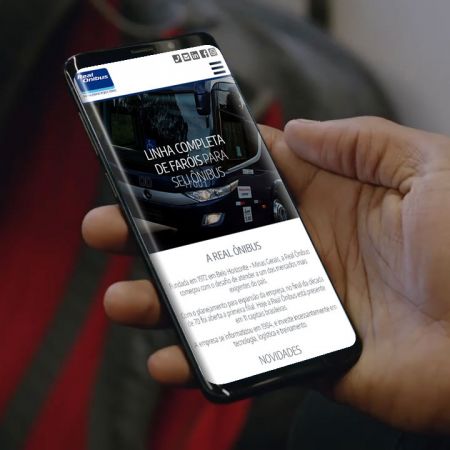 Real
Ônibus
LINHA COMPLETA
DE FARÓIS PARA
SEU ÔNIBUS
A REAL ÔNIBUS
Fundada em 1972 em Belo Horizonte - Minas Gerais, a Real Ônibus
começou com o desafio de atender a um dos mercados mais
exigentes do país.
Com o planejamento para expansão da empresa, no final da década
de 70 foi aberta a primeira filial. Hoje a Real Ônibus está presente
em 11 capitais brasileiras.
A empresa se informatizou em 1984, e investe incessantemente em
tecnologia, logística e treinamento.
NOVIDADES